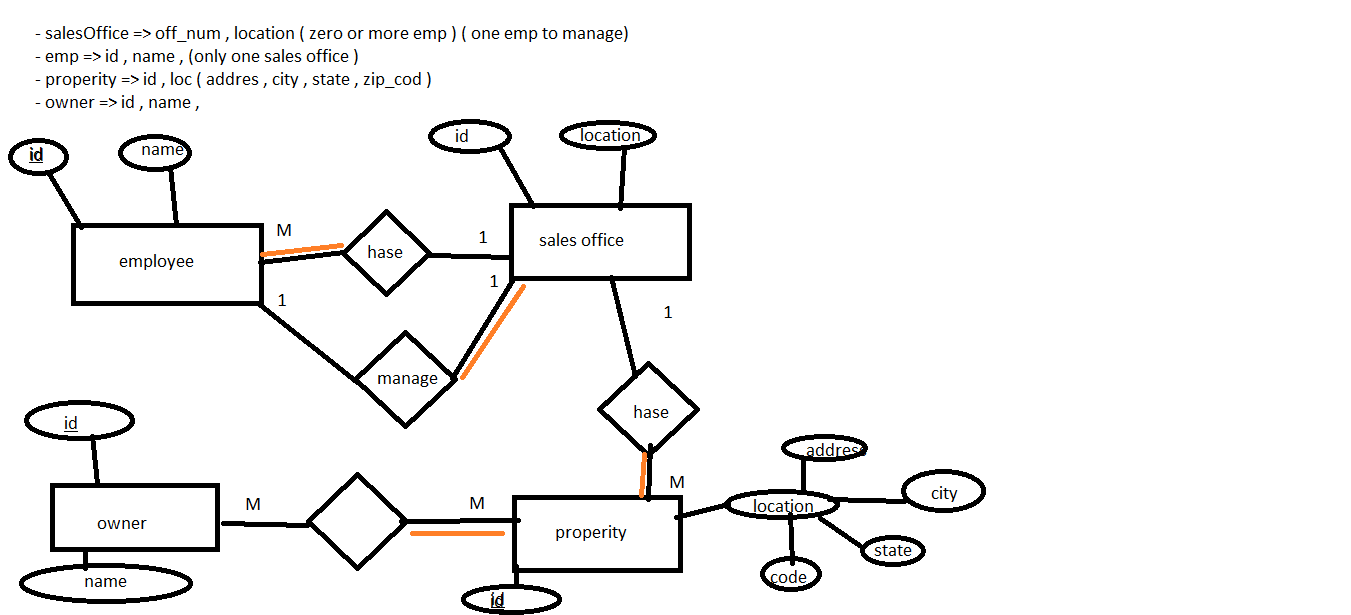 - salesOffice => off_num , location ( zero or more emp ) ( one emp to manage)
- emp => id , name , (only one sales office )
- properity => id , loc ( addres , city , state , zip_cod )
- owner => id , name ,
id
name
id
location
M
1
employee
hase
sales office
1
1
1
manage
hase
id
address
M
M
M
city
location
owner
properity
state
name
code
id